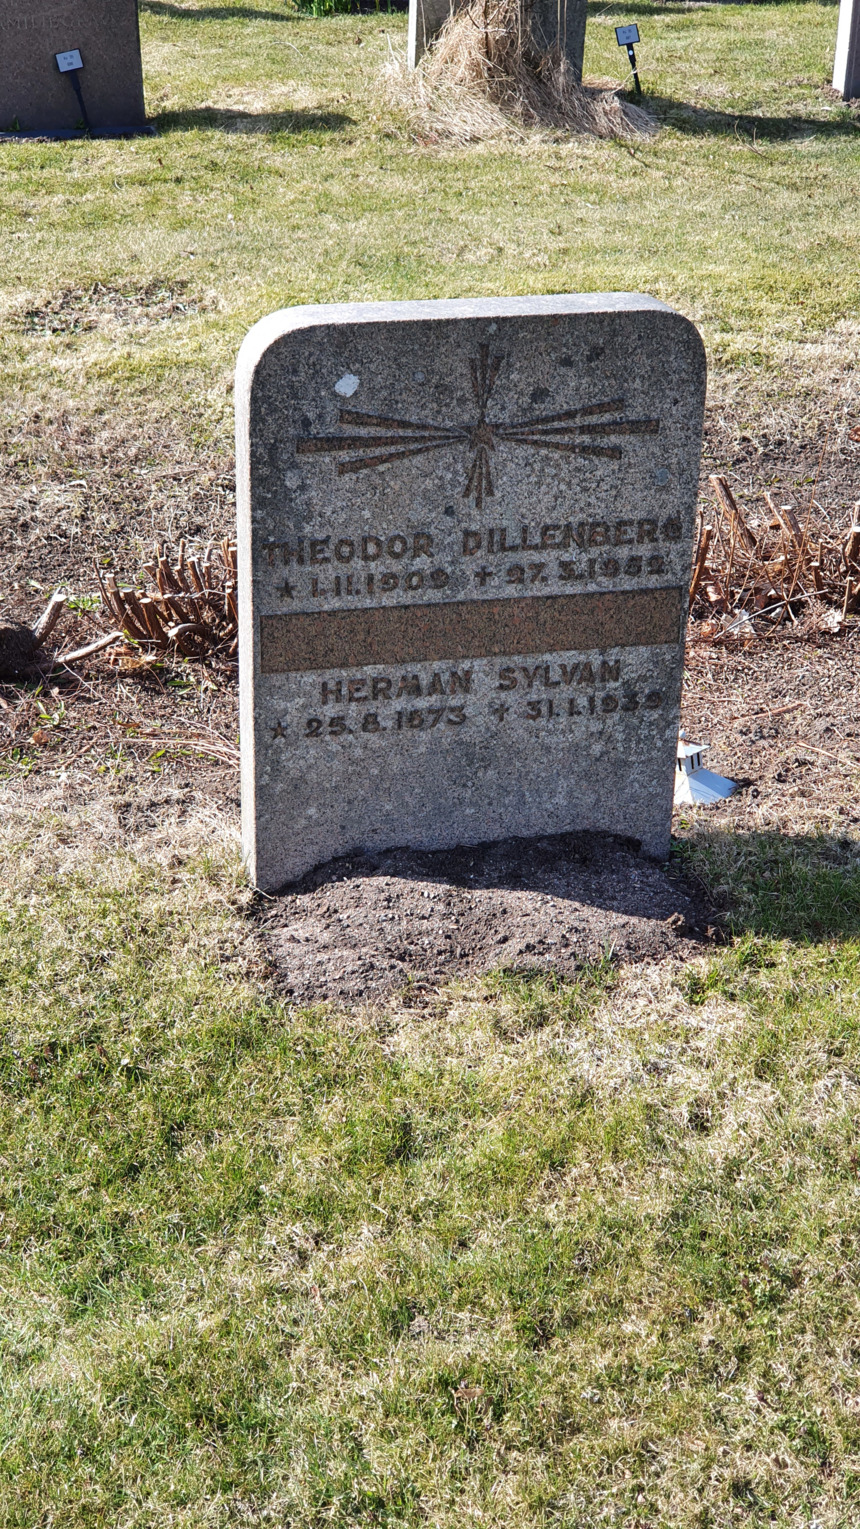 THEODOR DILLENBERG
★ 1.11.1909 ✝ 27.3.1952
HERMAN SYLVAN
★ 25.8.1873 ✝ 31.1.1939